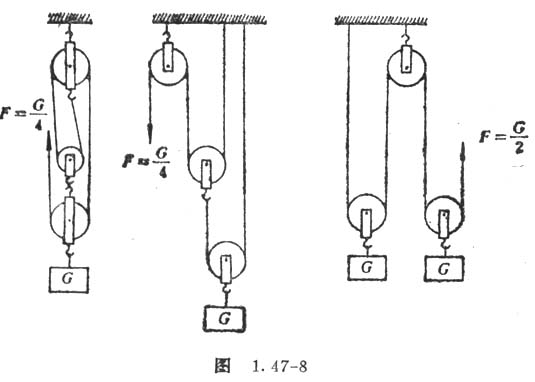 F = G/4
G
F = G/4
G
F = G/2
G
G
图 1.47-8